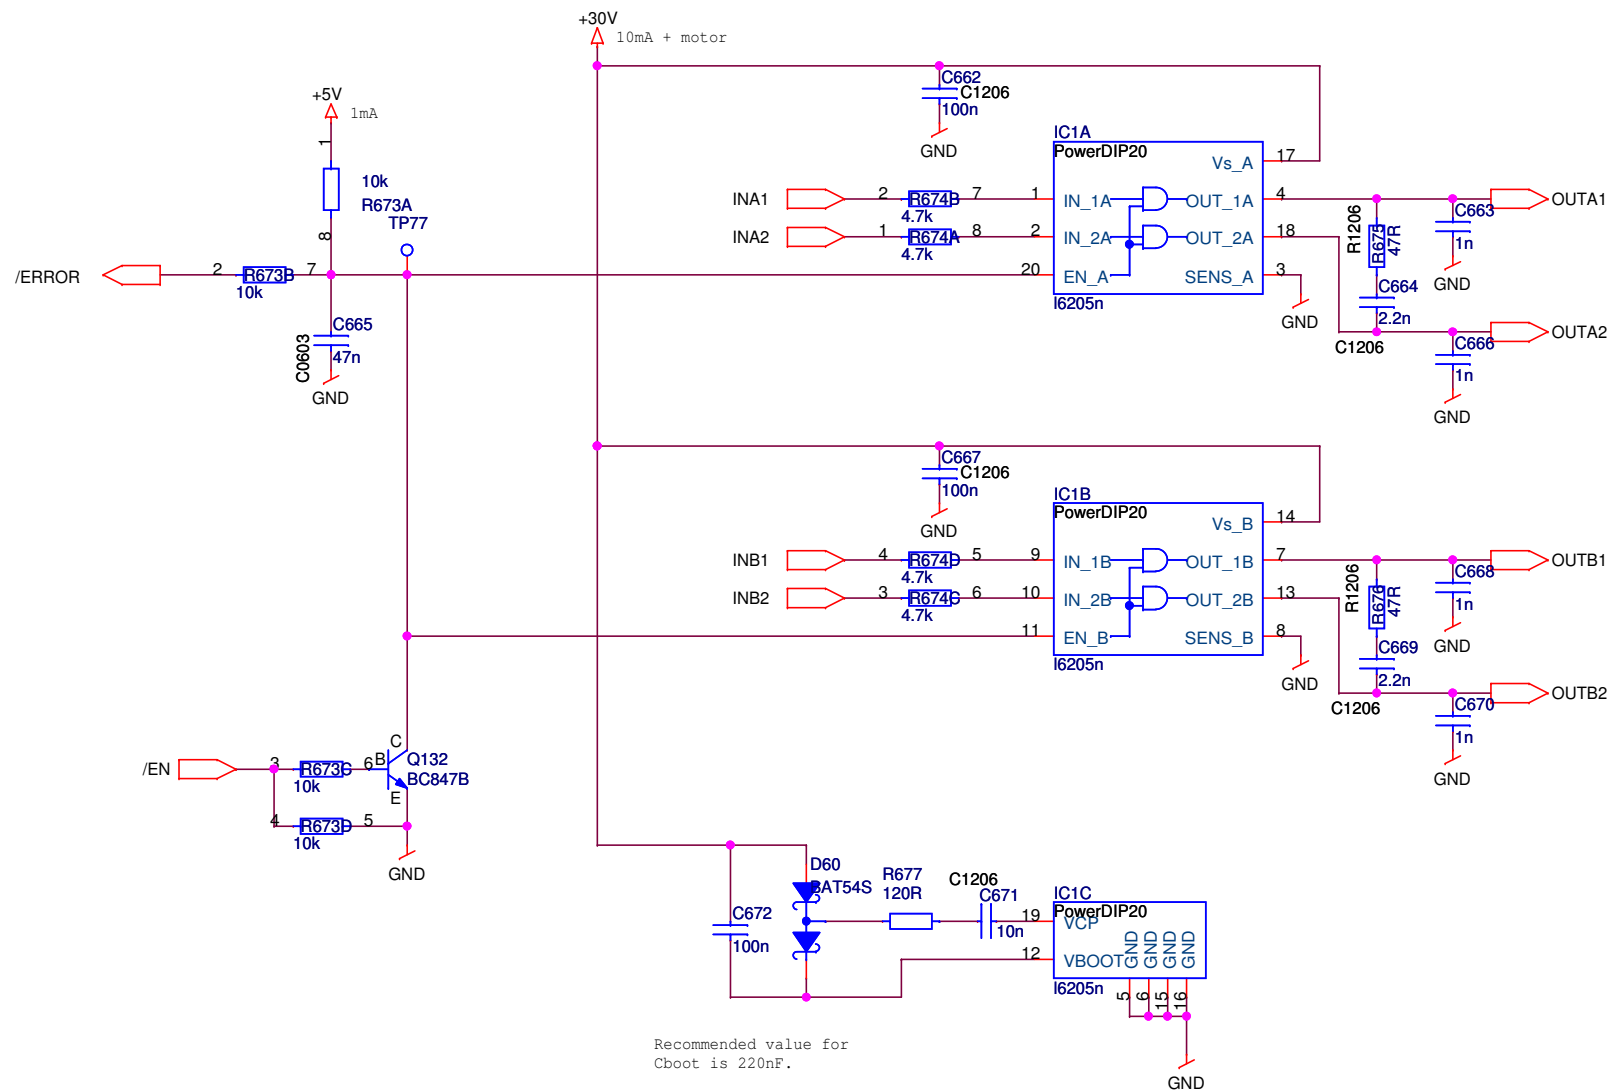 +30V
10mA + motor
C662
C1206
100n
GND
+5V
1mA
1
10k
R673A
8
TP77
/ERROR
2
R673B
7
10k
C665
C0603
47n
GND
IC1A
PowerDIP20
Vs_A
17
INA1
2
R674B
7
4.7k
1
IN_1A
OUT_1A
4
INA2
1
R674A
8
4.7k
2
IN_2A
OUT_2A
18
20
EN_A
SENS_A
3
l6205n
GND
R1206
R675
47R
C663
1n
GND
OUTA1
C664
2.2n
C1206
OUTA2
C666
1n
GND
C667
C1206
100n
GND
IC1B
PowerDIP20
Vs_B
14
INB1
4
R674D
5
4.7k
9
IN_1B
OUT_1B
7
INB2
3
R674C
6
4.7k
10
IN_2B
OUT_2B
13
11
EN_B
SENS_B
8
l6205n
GND
R1206
R676
47R
C668
1n
GND
OUTB1
C669
2.2n
C1206
OUTB2
C670
1n
GND
/EN
3
R673C
6
10k
B
C
E
Q132
BC847B
4
R673D
5
10k
GND
D60
BAT54S
R677
120R
C1206
C671
10n
C672
100n
IC1C
PowerDIP20
19
VCP
12
VBOOT
GND
GND
GND
GND
l6205n
5
6
15
16
GND
Recommended value for
Cboot is 220nF.